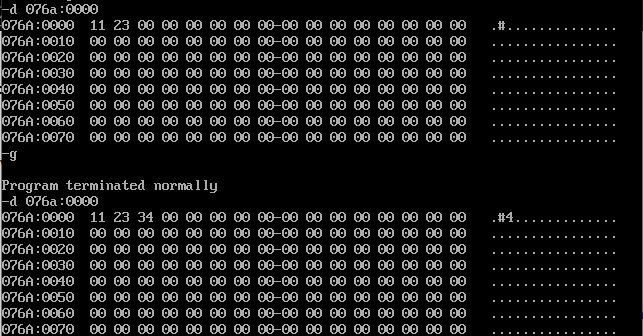 -d 076a:0000
076A:0000  11 23 00 00 00 00 00 00-00 00 00 00 00 00 00 00   .#..............
076A:0010  00 00 00 00 00 00 00 00-00 00 00 00 00 00 00 00   ................
076A:0020  00 00 00 00 00 00 00 00-00 00 00 00 00 00 00 00   ................
076A:0030  00 00 00 00 00 00 00 00-00 00 00 00 00 00 00 00   ................
076A:0040  00 00 00 00 00 00 00 00-00 00 00 00 00 00 00 00   ................
076A:0050  00 00 00 00 00 00 00 00-00 00 00 00 00 00 00 00   ................
076A:0060  00 00 00 00 00 00 00 00-00 00 00 00 00 00 00 00   ................
076A:0070  00 00 00 00 00 00 00 00-00 00 00 00 00 00 00 00   ................
-g
Program terminated normally
-d 076a:0000
076A:0000  11 23 34 00 00 00 00 00-00 00 00 00 00 00 00 00   .#4.............
076A:0010  00 00 00 00 00 00 00 00-00 00 00 00 00 00 00 00   ................
076A:0020  00 00 00 00 00 00 00 00-00 00 00 00 00 00 00 00   ................
076A:0030  00 00 00 00 00 00 00 00-00 00 00 00 00 00 00 00   ................
076A:0040  00 00 00 00 00 00 00 00-00 00 00 00 00 00 00 00   ................
076A:0050  00 00 00 00 00 00 00 00-00 00 00 00 00 00 00 00   ................
076A:0060  00 00 00 00 00 00 00 00-00 00 00 00 00 00 00 00   ................
076A:0070  00 00 00 00 00 00 00 00-00 00 00 00 00 00 00 00   ................